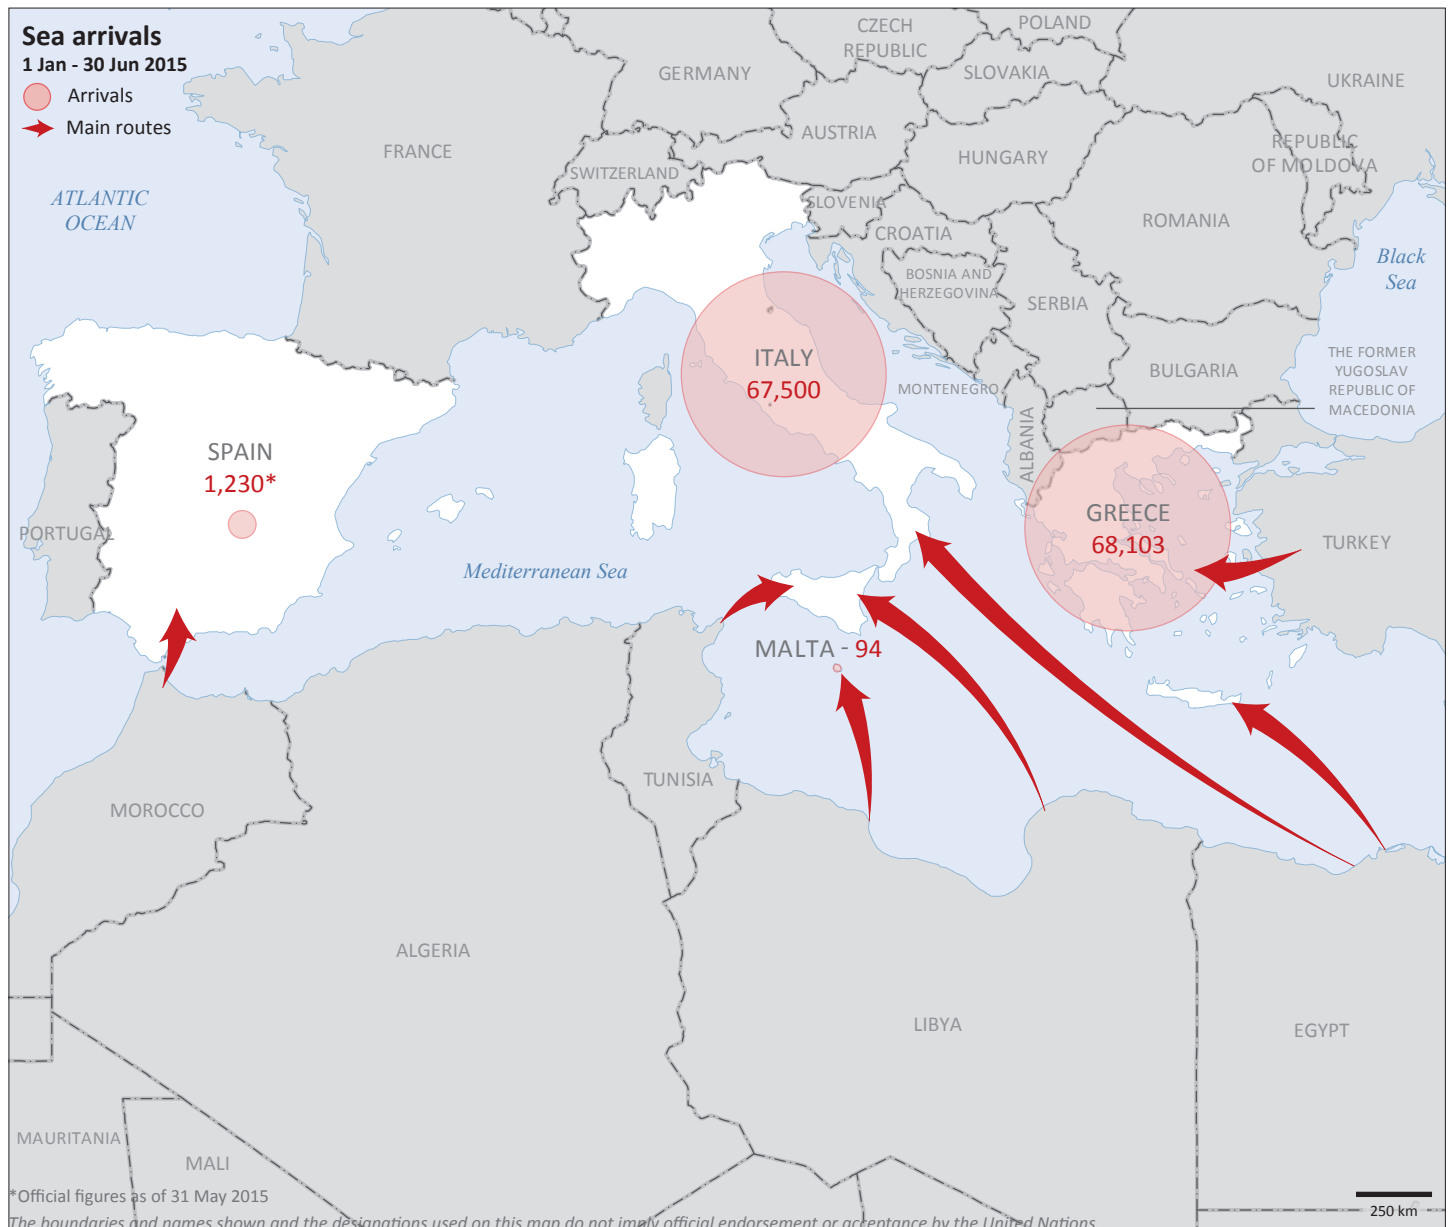 Sea arrivals
1 Jan - 30 Jun 2015
Arrivals
Main routes
CZECH
REPUBLIC
POLAND
GERMANY
SLOVAKIA
UKRAINE
AUSTRIA
FRANCE
HUNGARY
REPUBLIC
OF MOLDOVA
SWITZERLAND
ATLANTIC
OCEAN
SLOVENIA
CROATIA
ROMANIA
Black
Sea
BOSNIA AND
HERZEGOVINA
SERBIA
ITALY
67,500
BULGARIA
THE FORMER
YUGOSLAV
REPUBLIC OF
MACEDONIA
MONTENEGRO
ALBANIA
SPAIN
1,230*
PORTUGAL
GREECE
68,103
TURKEY
Mediterranean Sea
MALTA - 94
TUNISIA
MOROCCO
ALGERIA
LIBYA
EGYPT
MAURITANIA
MALI
*Official figures as of 31 May 2015
250 km
The boundaries and names shown and the designations used on this map do not imply official endorsement or acceptance by the United Nations